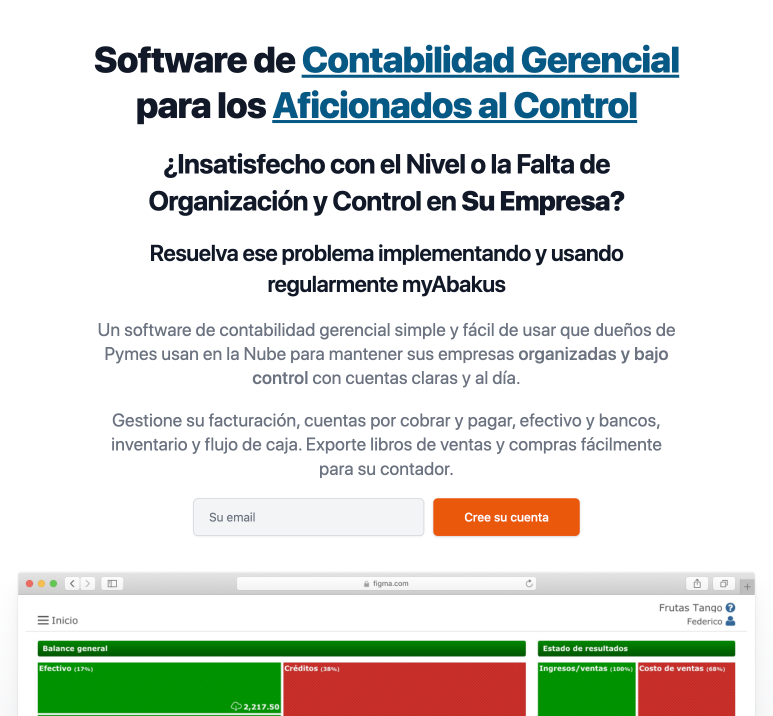 Software de Contabilidad Gerencial
para los Aficionados al Control
¿Insatisfecho con el Nivel o la Falta de
Organización y Control en Su Empresa?
Resuelva ese problema implementando y usando
regularmente myAbakus
Un software de contabilidad gerencial simple y fácil de usar que dueños de
Pymes usan en la Nube para mantener sus empresas organizadas y bajo
control con cuentas claras y al día.
Gestione su facturación, cuentas por cobrar y pagar, efectivo y bancos,
inventario y flujo de caja. Exporte libros de ventas y compras fácilmente
para su contador.
Su email
Cree su cuenta
figma.com
Frutas Tango
Inicio
Federico
Balance general
Estado de resultados
Efectivo (17%)
Créditos (38%)
Ingresos/ventas (100%)
Costo de ventas (68%)
2,217.50